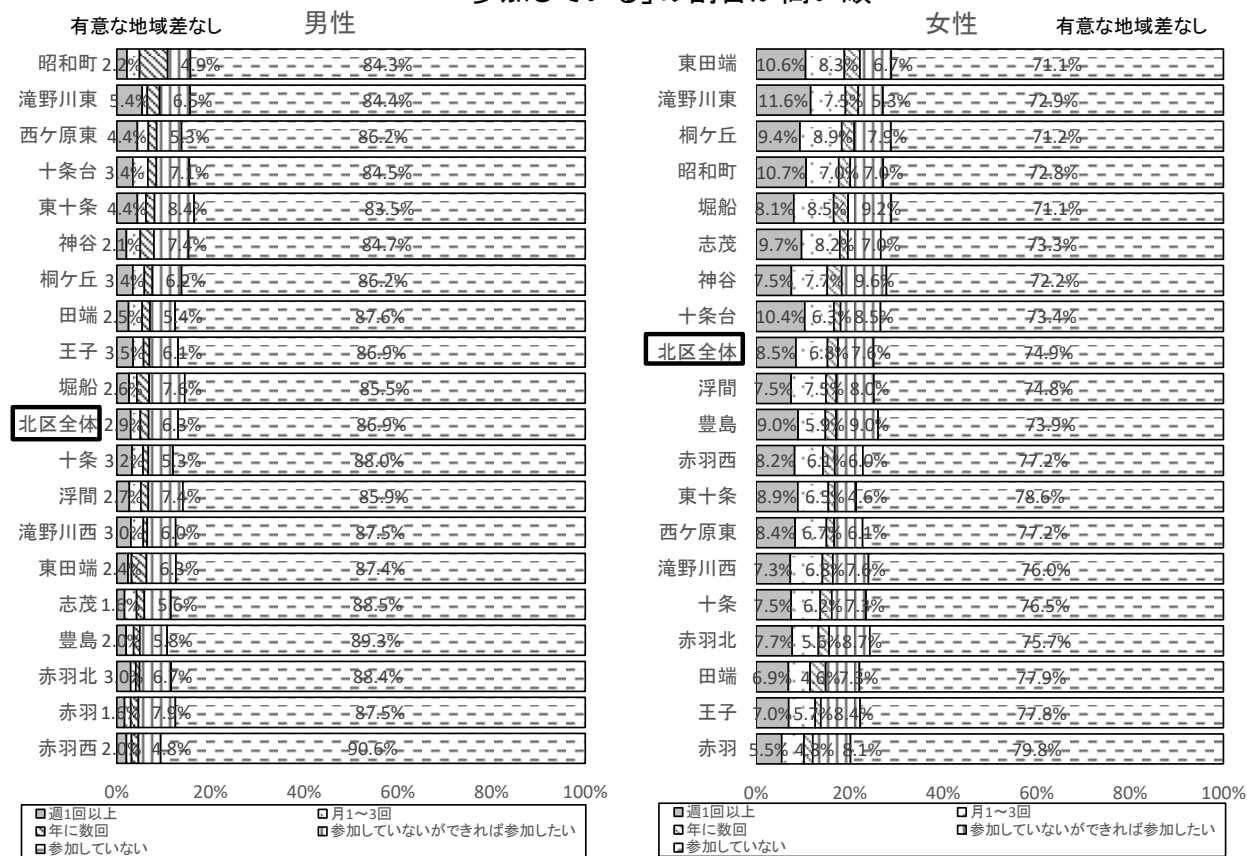 有意な地域差なし
男性
昭和町 2.2% 4.9% 84.3%
滝野川東 5.4% 6.5% 84.4%
西ケ原東 4.4% 5.3% 86.2%
十条台 3.4% 7.1% 84.5%
東十条 4.4% 8.4% 83.5%
神谷 2.1% 7.4% 84.7%
桐ケ丘 3.4% 6.2% 86.2%
田端 2.5% 5.4% 87.6%
王子 3.5% 6.1% 86.9%
堀船 2.6% 7.6% 85.5%
北区全体 2.9% 6.3% 86.9%
十条 3.2% 5.3% 88.0%
浮間 2.7% 7.4% 85.9%
滝野川西 3.0% 6.0% 87.5%
東田端 2.4% 6.3% 87.4%
志茂 1.6% 5.6% 88.5%
豊島 2.0% 5.8% 89.3%
赤羽北 3.0% 6.7% 88.4%
赤羽 1.6% 7.9% 87.5%
赤羽西 2.0% 4.8% 90.6%
0% 20% 40% 60% 80% 100%
週1回以上 月1～3回
年に数回 参加していないができれば参加したい
参加していない
女性
有意な地域差なし
東田端 10.6% 8.3% 6.7% 71.1%
滝野川東 11.6% 7.5% 5.3% 72.9%
桐ケ丘 9.4% 8.9% 7.9% 71.2%
昭和町 10.7% 7.0% 7.0% 72.8%
堀船 8.1% 8.5% 9.2% 71.1%
志茂 9.7% 8.2% 7.0% 73.3%
神谷 7.5% 7.7% 9.6% 72.2%
十条台 10.4% 6.3% 8.5% 73.4%
北区全体 8.5% 6.8% 7.6% 74.9%
浮間 7.5% 7.5% 8.0% 74.8%
豊島 9.0% 5.9% 9.0% 73.9%
赤羽西 8.2% 6.1% 6.0% 77.2%
東十条 8.9% 6.5% 4.6% 78.6%
西ケ原東 8.4% 6.7% 6.1% 77.2%
滝野川西 7.3% 6.8% 7.6% 76.0%
十条 7.5% 6.2% 7.3% 76.5%
赤羽北 7.7% 5.6% 8.7% 75.7%
田端 6.9% 4.6% 7.3% 77.9%
王子 7.0% 5.7% 8.4% 77.8%
赤羽 5.5% 4.8% 8.1% 79.8%
0% 20% 40% 60% 80% 100%
週1回以上 月1～3回
年に数回 参加していないができれば参加したい
参加していない